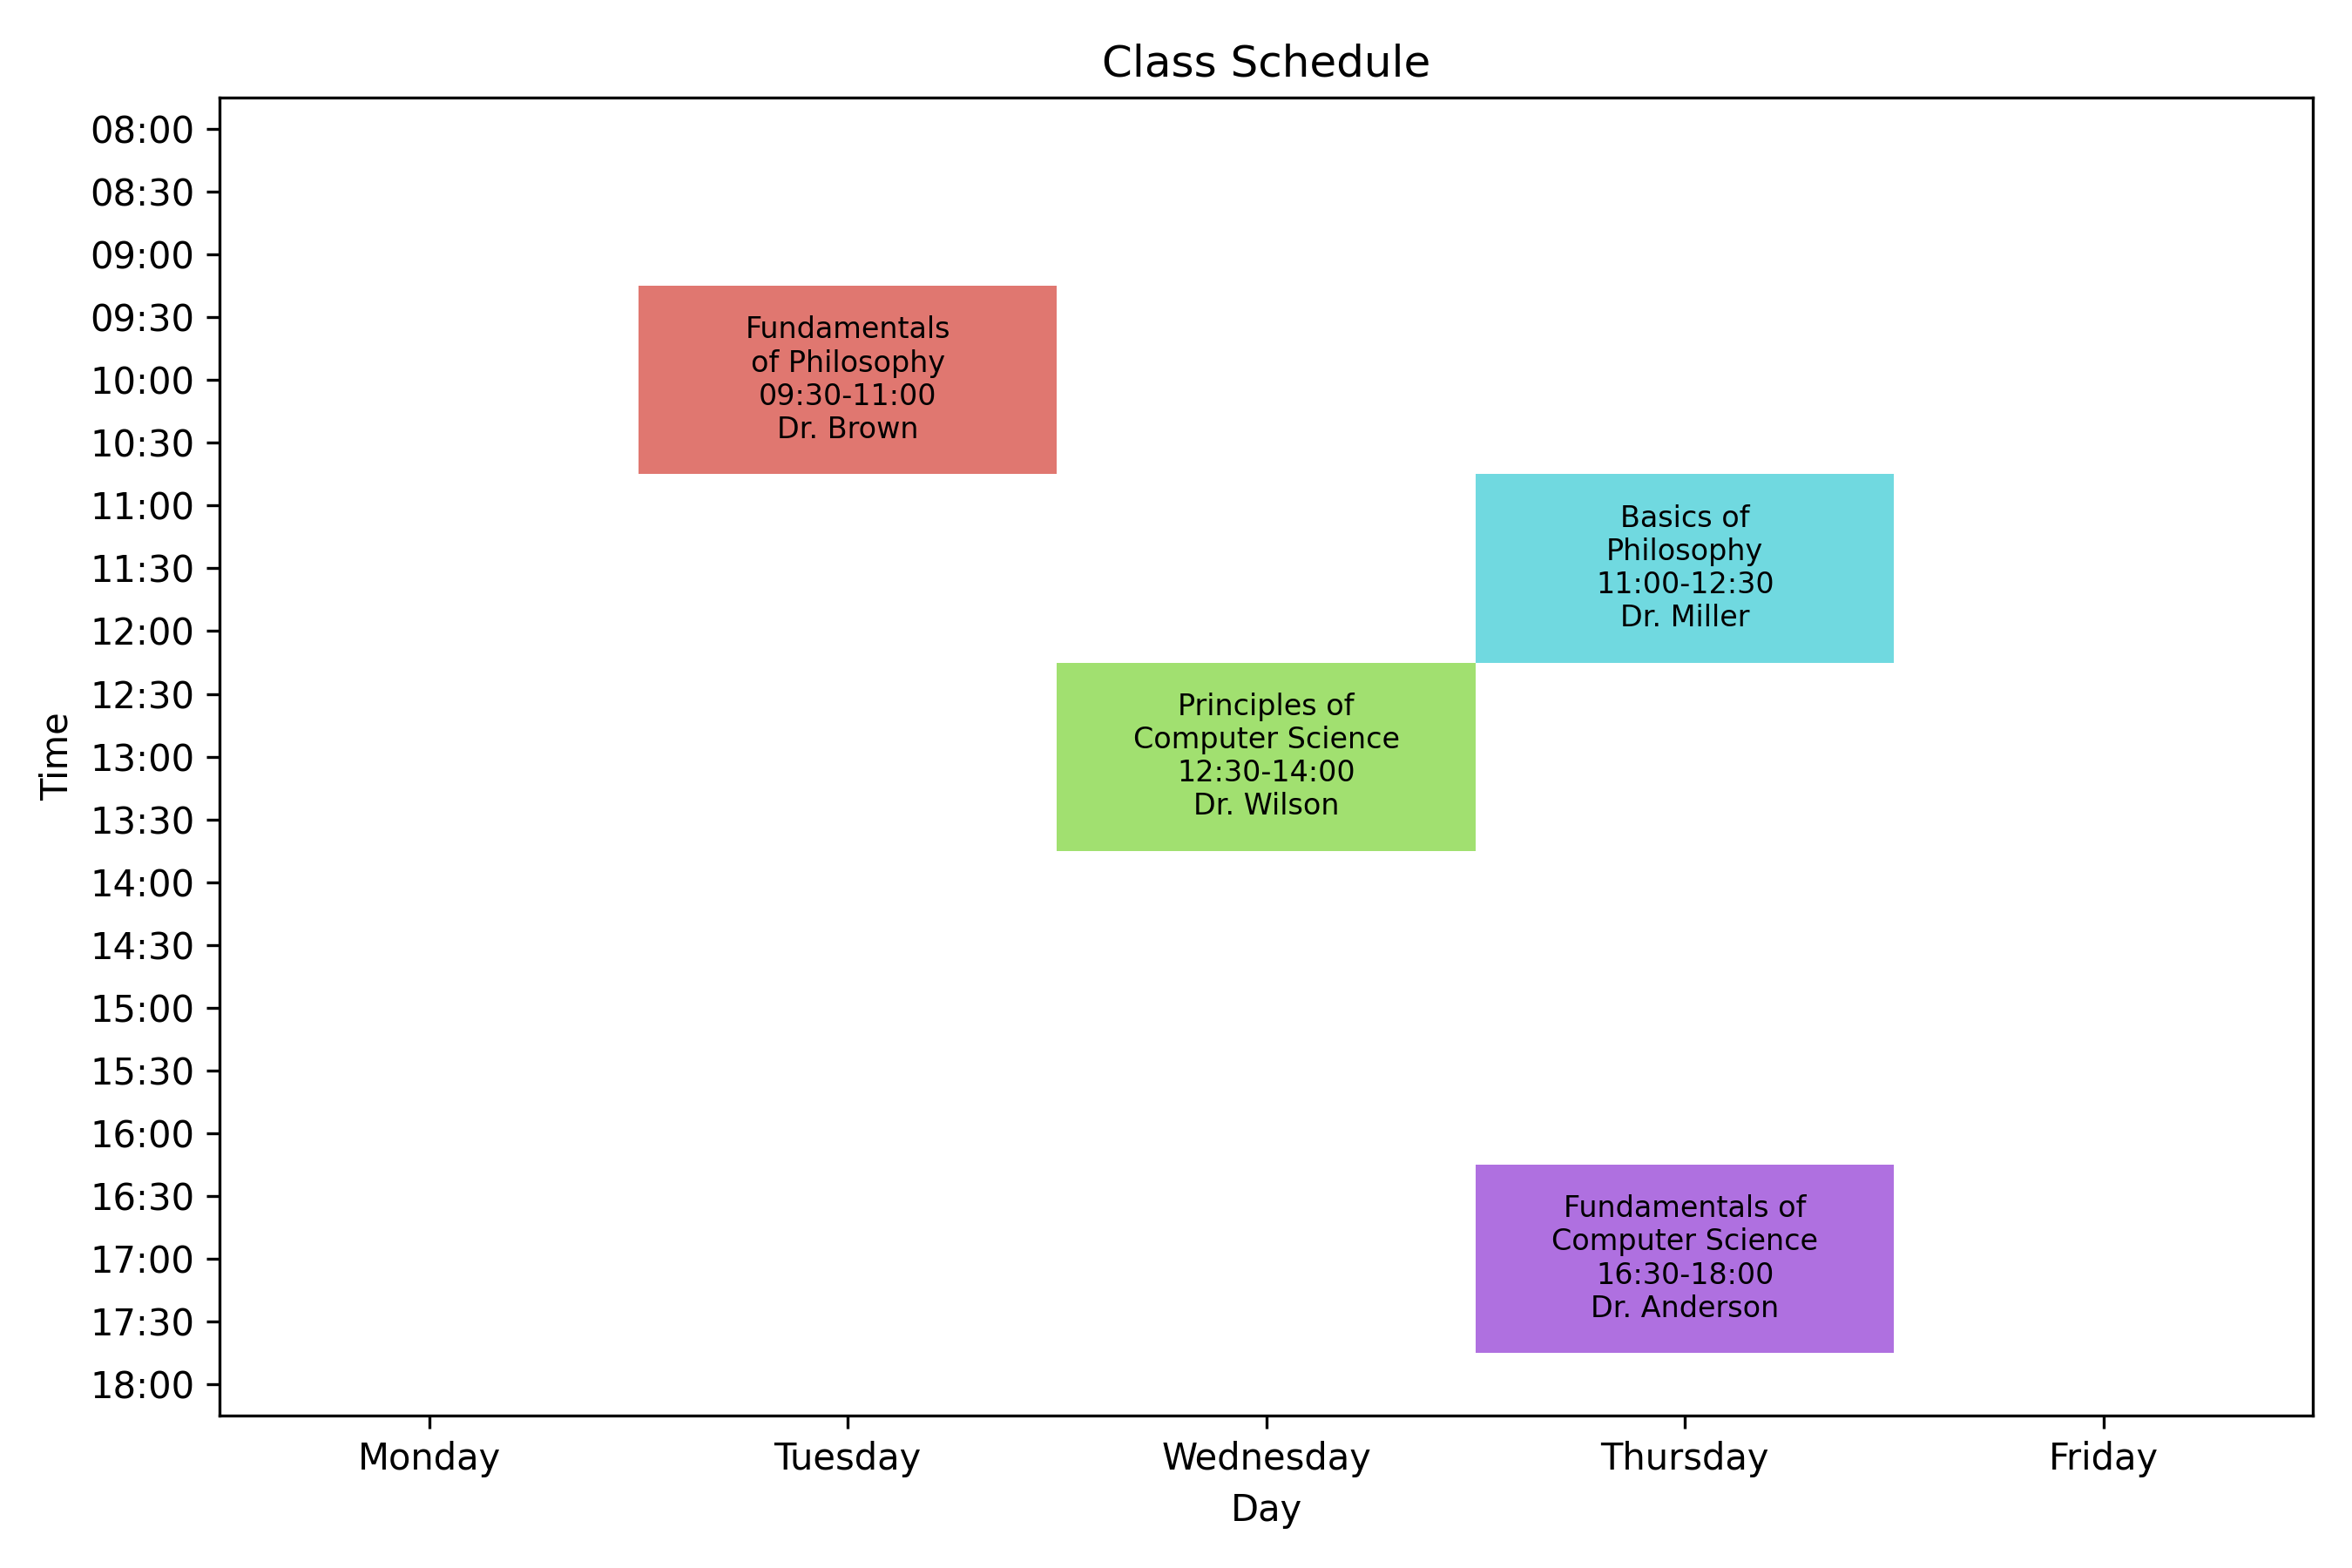 Class Schedule
Time
08:00
08:30
09:00
09:30
10:00
10:30
11:00
11:30
12:00
12:30
13:00
13:30
14:00
14:30
15:00
15:30
16:00
16:30
17:00
17:30
18:00
Fundamentals
of Philosophy
09:30-11:00
Dr. Brown
Basics of
Philosophy
11:00-12:30
Dr. Miller
Principles of
Computer Science
12:30-14:00
Dr. Wilson
Fundamentals of
Computer Science
16:30-18:00
Dr. Anderson
Monday
Tuesday
Wednesday
Thursday
Friday
Day